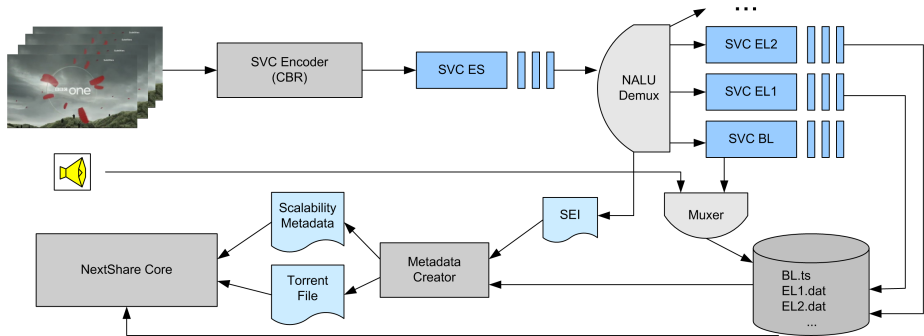 ...
SVC EL2
SVC Encoder
(CBR)
SVC ES
NALU
Demux
SVC EL1
one
SVC BL
Scalability
Metadata
SEI
Muxer
NextShare Core
Metadata
Creator
Torrent
File
BL.ts
EL1.dat
EL2.dat
...